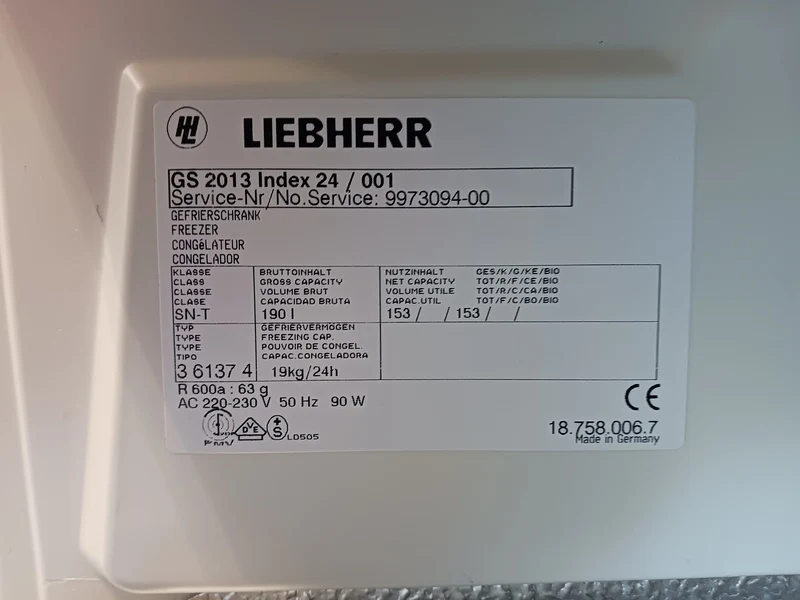 HL LIEBHERR
GS 2013 Index 24 / 001
Service-Nr/No.Service: 9973094-00
GEFRIERSCHRANK
FREEZER
CONGéLATEUR
CONGELADOR
KLASSE BRUTTOINHALT NUTZINHALT GES/K/G/KE/BIO
CLASS GROSS CAPACITY NET CAPACITY TOT/R/F/CE/BIO
CLASSE VOLUME BRUT VOLUME UTILE TOT/R/C/CA/BIO
CLASE CAPACIDAD BRUTA CAPAC.UTIL TOT/F/C/BO/BIO
SN-T 190 l 153 / / 153 / /
TYP GEFRIERVERMÖGEN
TYPE FREEZING CAP.
TYPE POUVOIR DE CONGEL.
TIPO CAPAC.CONGELADORA
3 6137 4 19kg/24h
R 600a : 63 g
AC 220-230 V 50 Hz 90 W
CE
DVE +S LD505
18.758.006.7
Made in Germany